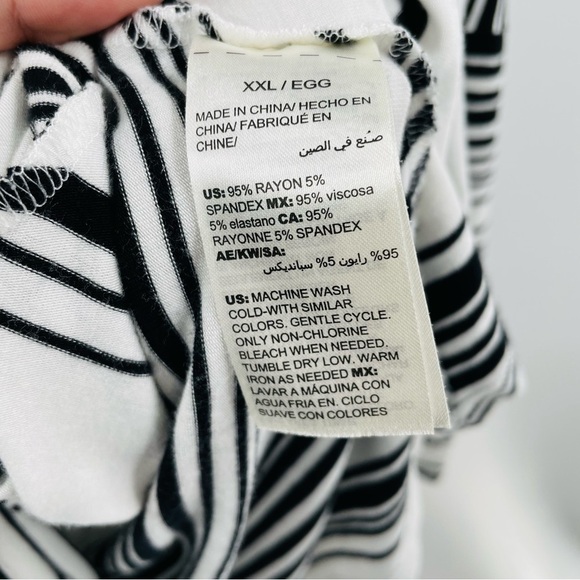 XXL / EGG
MADE IN CHINA/ HECHO EN
CHINA/ FABRIQUÉ EN
CHINE/
صُنع في الصين
US: 95% RAYON 5%
SPANDEX MX: 95% viscosa
5% elastano CA: 95%
RAYONNE 5% SPANDEX
AE/KW/SA:
95% رايون 5% سباندیکس
US: MACHINE WASH
COLD-WITH SIMILAR
COLORS. GENTLE CYCLE.
ONLY NON-CHLORINE
BLEACH WHEN NEEDED.
TUMBLE DRY LOW. WARM
IRON AS NEEDED MX:
LAVAR A MÁQUINA CON
AGUA FRIA EN. CICLO
SUAVE CON COLORES